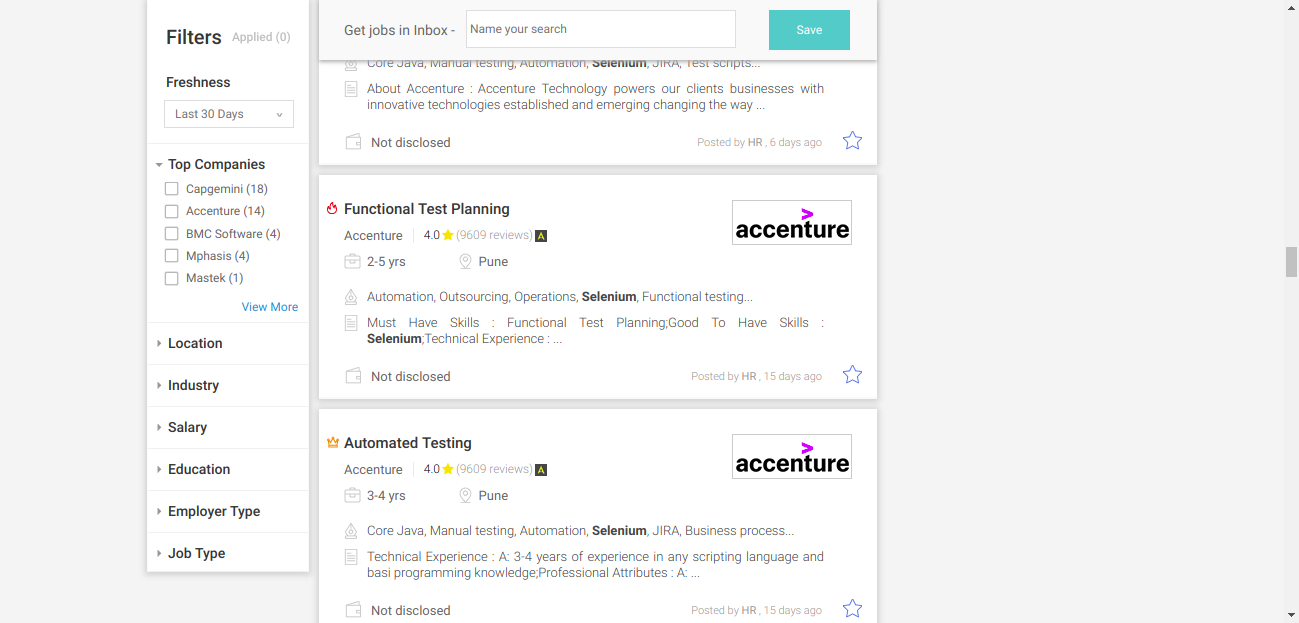 Filters Applied (0)
Freshness
Last 30 Days
Top Companies
Capgemini (18)
Accenture (14)
BMC Software (4)
Mphasis (4)
Mastek (1)
View More
Location
Industry
Salary
Education
Employer Type
Job Type
Get jobs in Inbox - Name your search Save
Core Java, Manual testing, Automation, Selenium, JIRA, Test scripts...
About Accenture : Accenture Technology powers our clients businesses with
innovative technologies established and emerging changing the way ...
Not disclosed Posted by HR , 6 days ago
Functional Test Planning
accenture
Accenture 4.0 (9609 reviews) A
2-5 yrs Pune
Automation, Outsourcing, Operations, Selenium, Functional testing...
Must Have Skills : Functional Test Planning;Good To Have Skills :
Selenium;Technical Experience : ...
Not disclosed Posted by HR , 15 days ago
Automated Testing
accenture
Accenture 4.0 (9609 reviews) A
3-4 yrs Pune
Core Java, Manual testing, Automation, Selenium, JIRA, Business process...
Technical Experience : A: 3-4 years of experience in any scripting language and
basi programming knowledge;Professional Attributes : A: ...
Not disclosed Posted by HR , 15 days ago